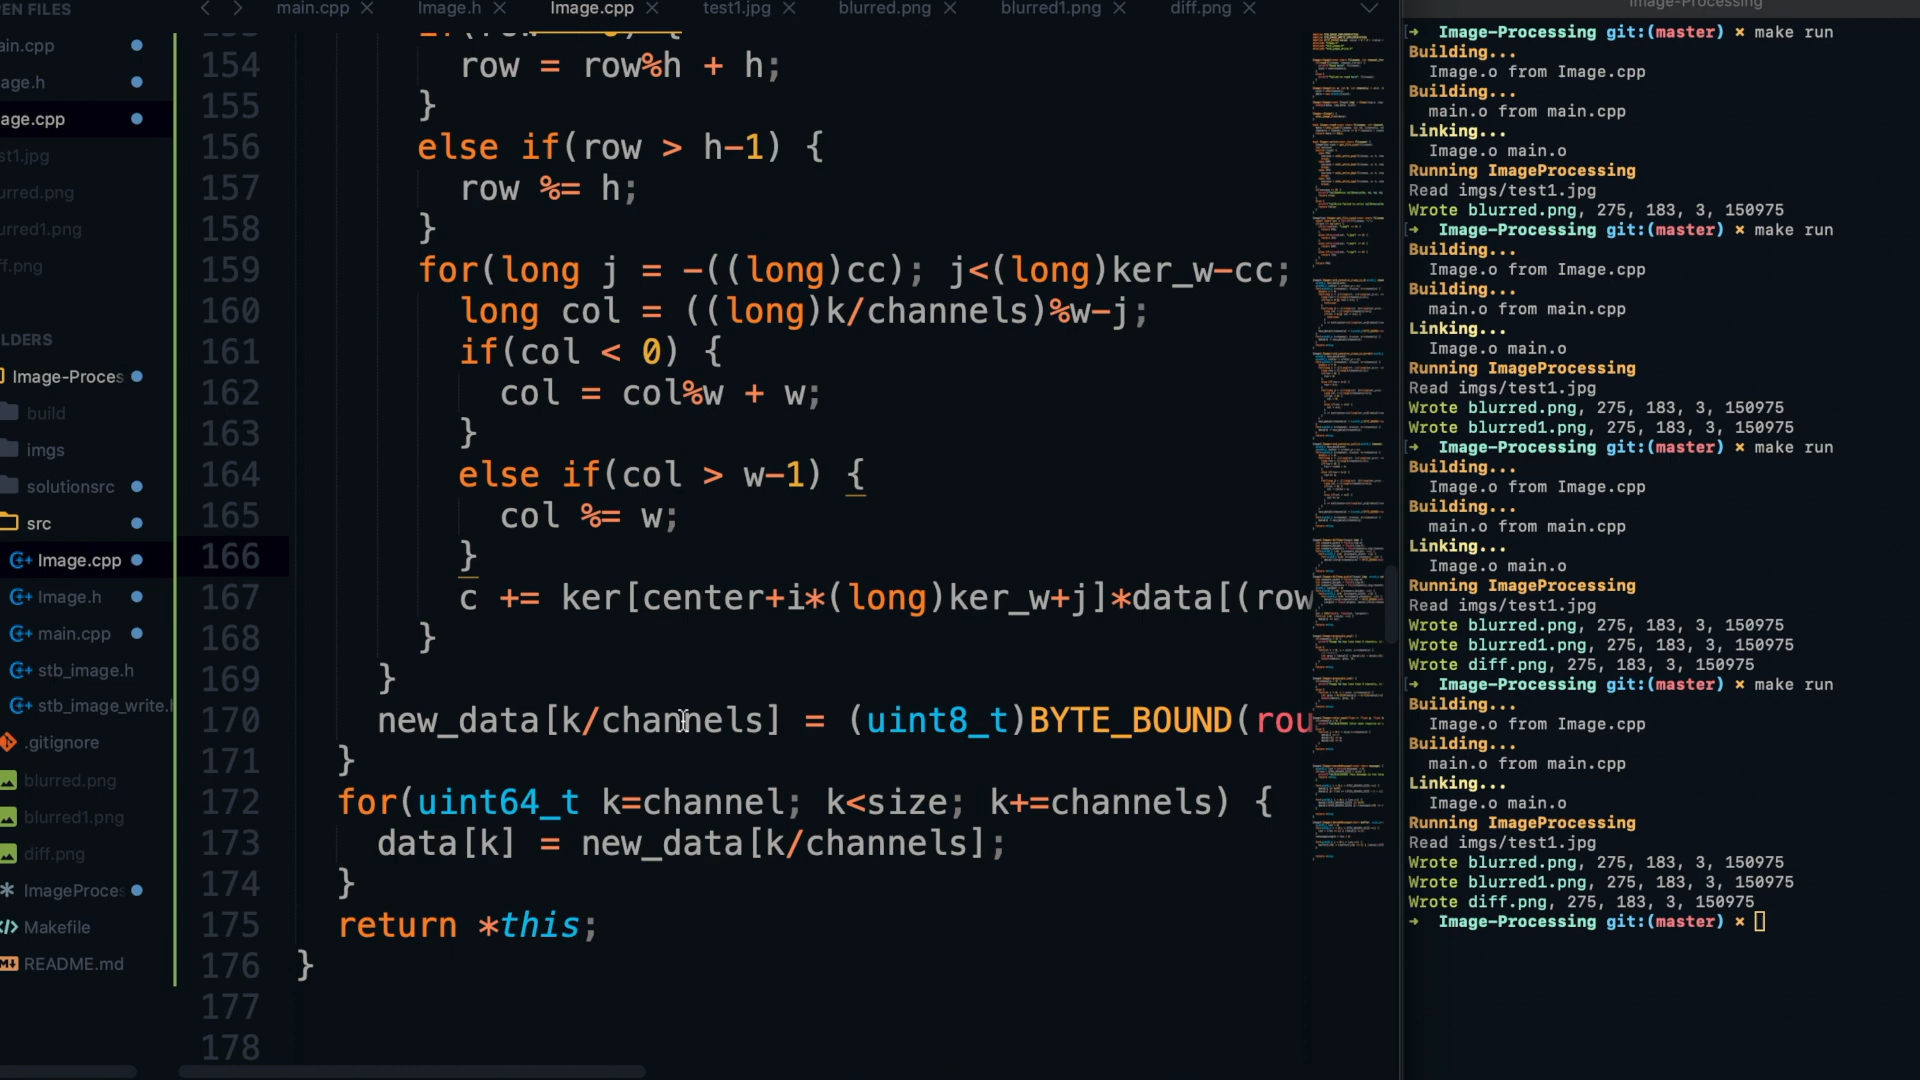 PEN FILES
ain.cpp
age.h
age.cpp
st1.jpg
urred.png
urred1.png
ff.png
LDERS
Image-Proces
build
imgs
solutionsrc
src
Image.cpp
Image.h
main.cpp
stb_image.h
stb_image_write.h
.gitignore
blurred.png
blurred1.png
diff.png
ImageProces
Makefile
README.md
main.cpp
Image.h
Image.cpp
test1.jpg
blurred.png
blurred1.png
diff.png
154 row = row%h + h;
155 }
156 else if(row > h-1) {
157 row %= h;
158 }
159 for(long j = -((long)cc); j<(long)ker_w-cc;
160 long col = ((long)k/channels)%w-j;
161 if(col < 0) {
162 col = col%w + w;
163 }
164 else if(col > w-1) {
165 col %= w;
166 }
167 c += ker[center+i*(long)ker_w+j]*data[(row
168 }
169 }
170 new_data[k/channels] = (uint8_t)BYTE_BOUND(rou
171 }
172 for(uint64_t k=channel; k<size; k+=channels) {
173 data[k] = new_data[k/channels];
174 }
175 return *this;
176 }
177
178
Image-Processing
→ Image-Processing git:(master) × make run
Building...
Image.o from Image.cpp
Building...
main.o from main.cpp
Linking...
Image.o main.o
Running ImageProcessing
Read imgs/test1.jpg
Wrote blurred.png, 275, 183, 3, 150975
→ Image-Processing git:(master) × make run
Building...
Image.o from Image.cpp
Building...
main.o from main.cpp
Linking...
Image.o main.o
Running ImageProcessing
Read imgs/test1.jpg
Wrote blurred.png, 275, 183, 3, 150975
Wrote blurred1.png, 275, 183, 3, 150975
→ Image-Processing git:(master) × make run
Building...
Image.o from Image.cpp
Building...
main.o from main.cpp
Linking...
Image.o main.o
Running ImageProcessing
Read imgs/test1.jpg
Wrote blurred.png, 275, 183, 3, 150975
Wrote blurred1.png, 275, 183, 3, 150975
Wrote diff.png, 275, 183, 3, 150975
→ Image-Processing git:(master) × make run
Building...
Image.o from Image.cpp
Building...
main.o from main.cpp
Linking...
Image.o main.o
Running ImageProcessing
Read imgs/test1.jpg
Wrote blurred.png, 275, 183, 3, 150975
Wrote blurred1.png, 275, 183, 3, 150975
Wrote diff.png, 275, 183, 3, 150975
→ Image-Processing git:(master) ×